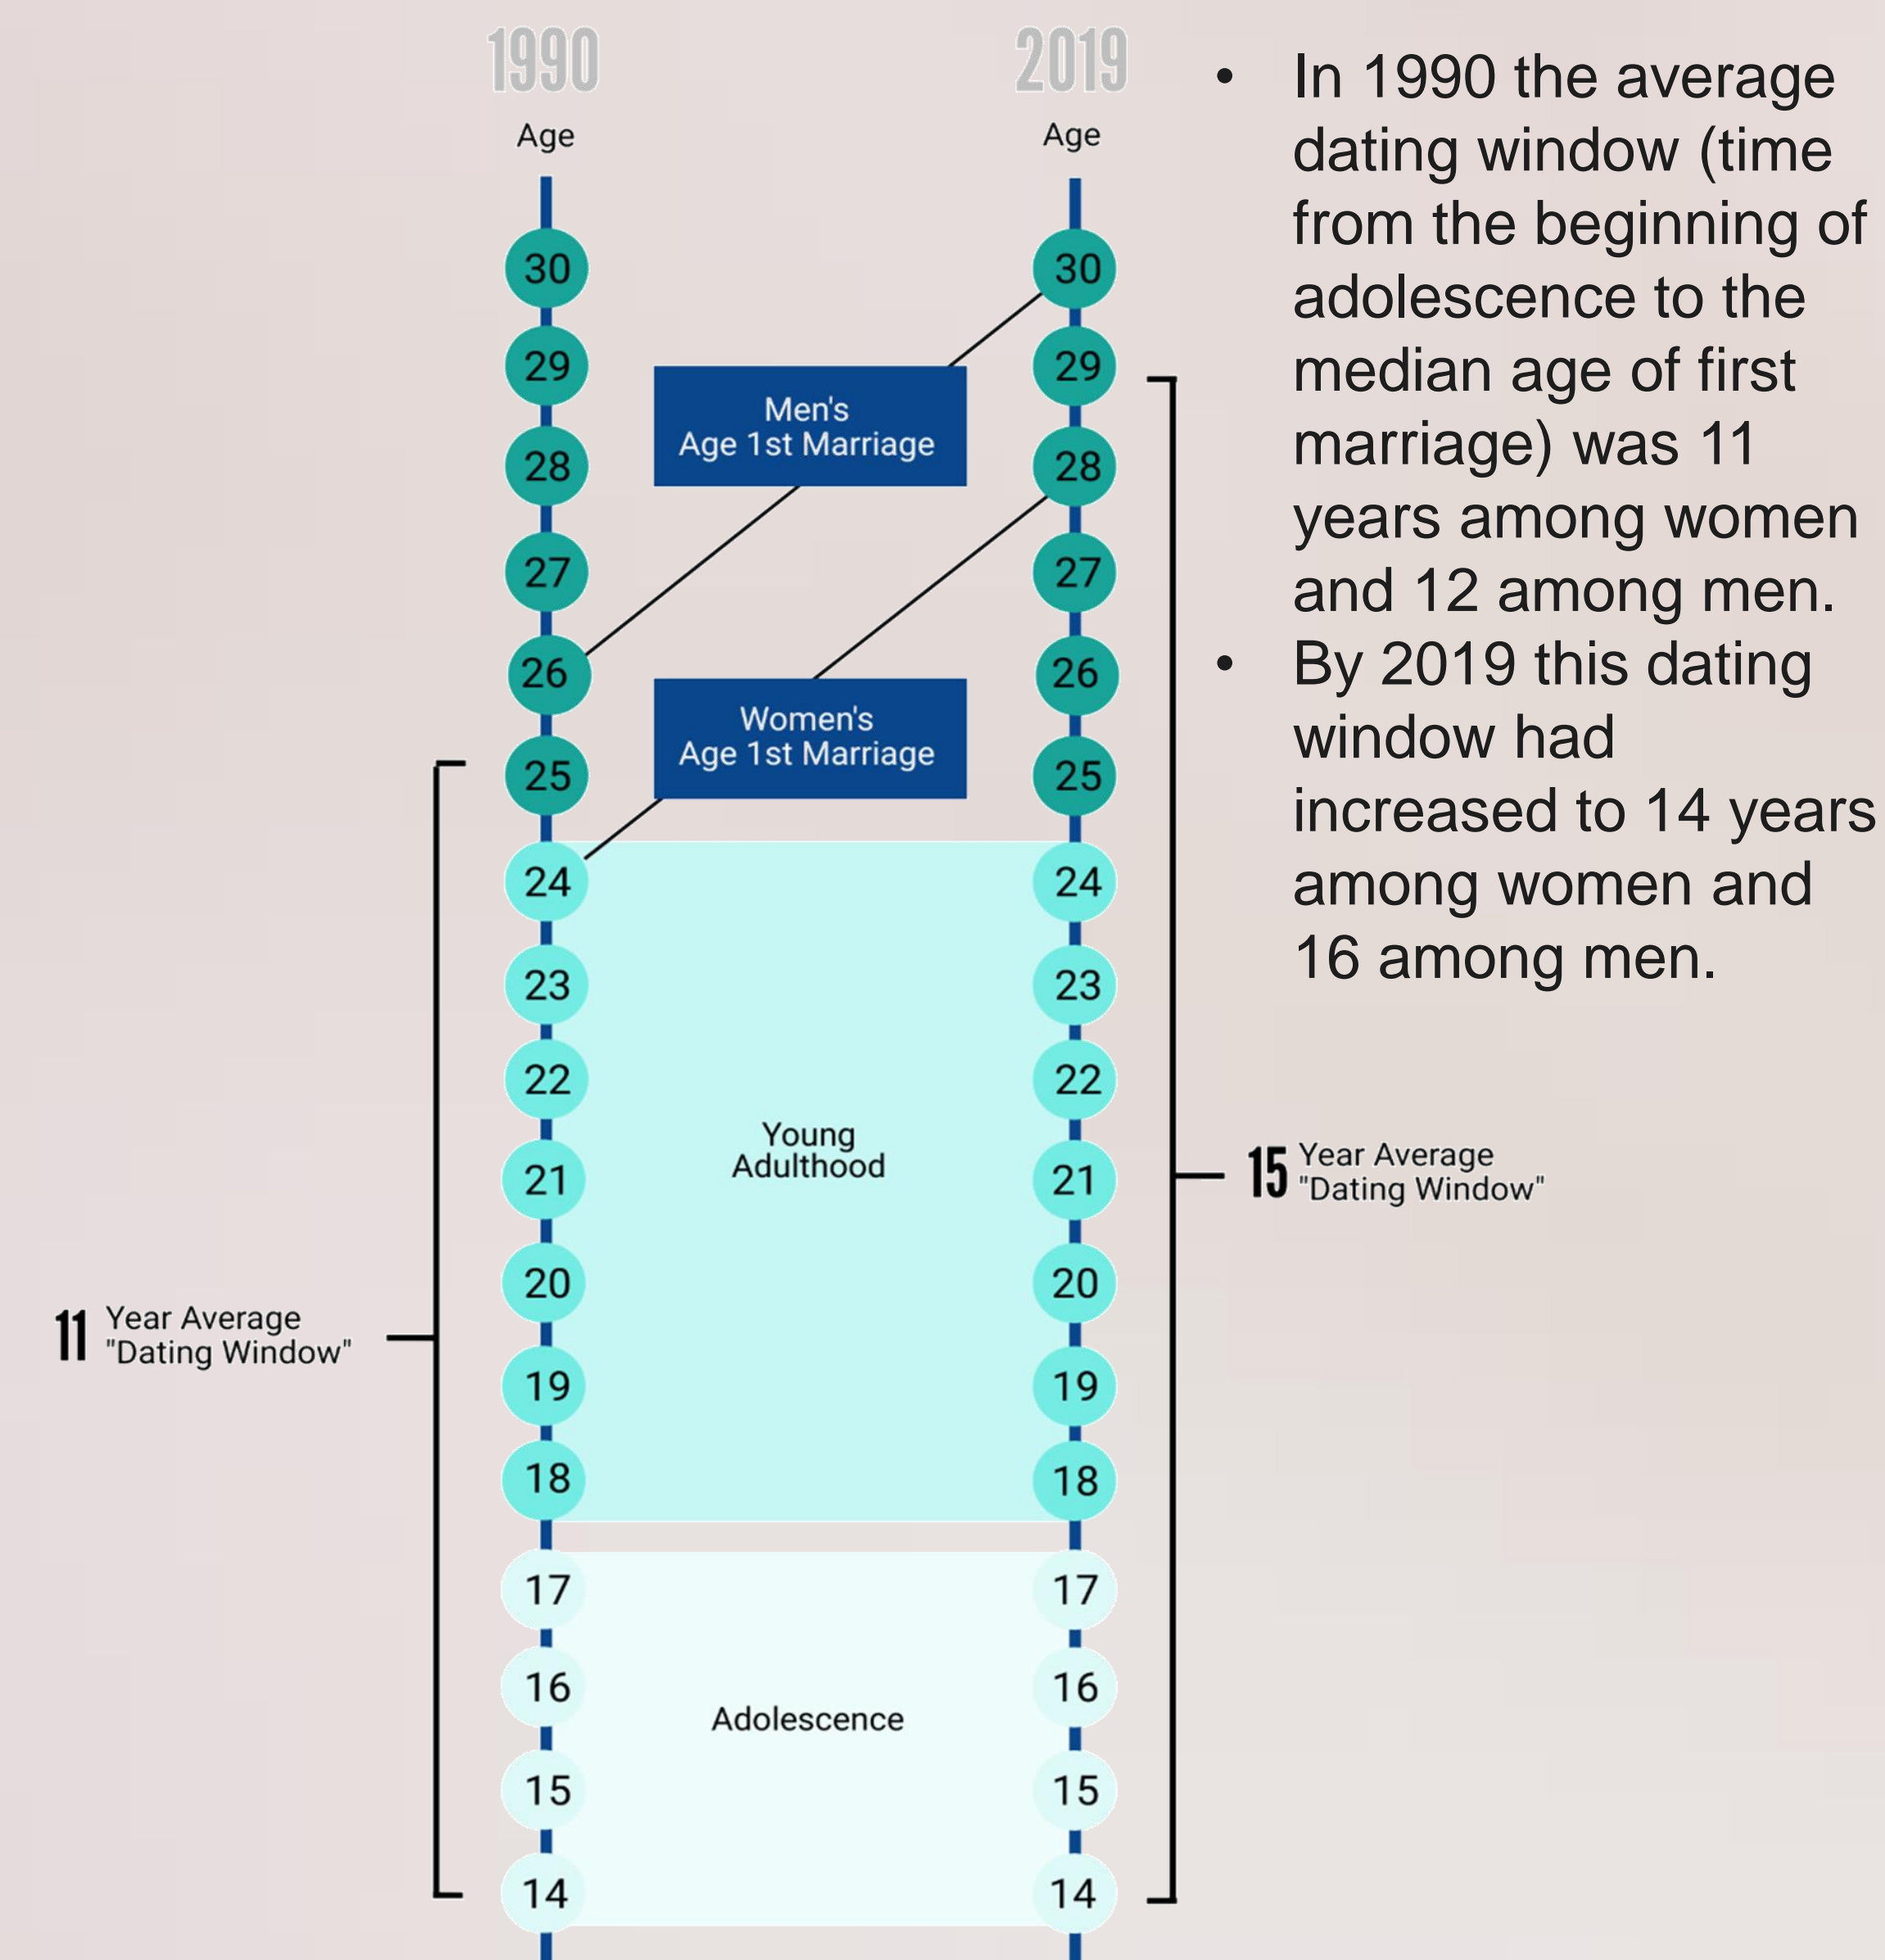 1990
Age
30
29
28
27
26
25
24
23
22
21
20
19
18
17
16
15
14
2019
Age
30
29
28
27
26
25
24
23
22
21
20
19
18
17
16
15
14
Men's
Age 1st Marriage
Women's
Age 1st Marriage
Young
Adulthood
Adolescence
11 Year Average
"Dating Window"
15 Year Average
"Dating Window"
• In 1990 the average
dating window (time
from the beginning of
adolescence to the
median age of first
marriage) was 11
years among women
and 12 among men.
• By 2019 this dating
window had
increased to 14 years
among women and
16 among men.